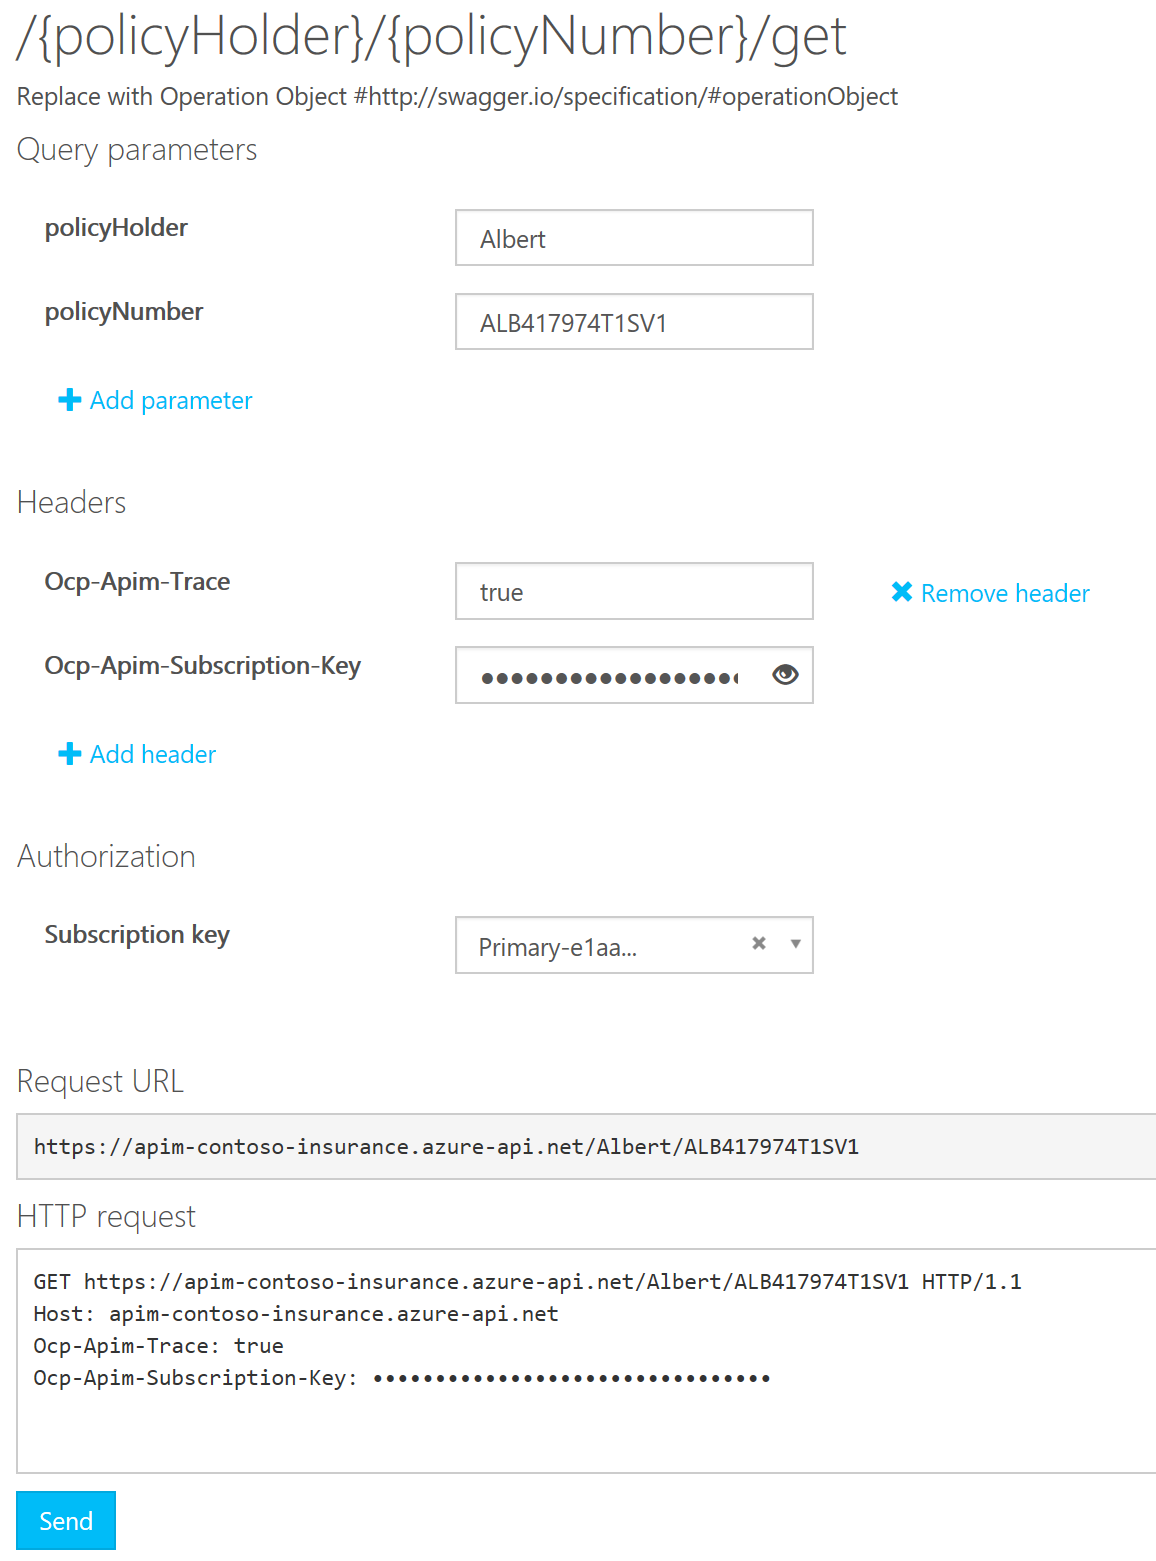 /{policyHolder}/{policyNumber}/get
Replace with Operation Object #http://swagger.io/specification/#operationObject
Query parameters
policyHolder
Albert
policyNumber
ALB417974T1SV1
Add parameter
Headers
Ocp-Apim-Trace
true
Remove header
Ocp-Apim-Subscription-Key
••••••••••••••••••
Add header
Authorization
Subscription key
Primary-e1aa...
Request URL
https://apim-contoso-insurance.azure-api.net/Albert/ALB417974T1SV1
HTTP request
GET https://apim-contoso-insurance.azure-api.net/Albert/ALB417974T1SV1 HTTP/1.1
Host: apim-contoso-insurance.azure-api.net
Ocp-Apim-Trace: true
Ocp-Apim-Subscription-Key: ••••••••••••••••••••••••••••••••
Send